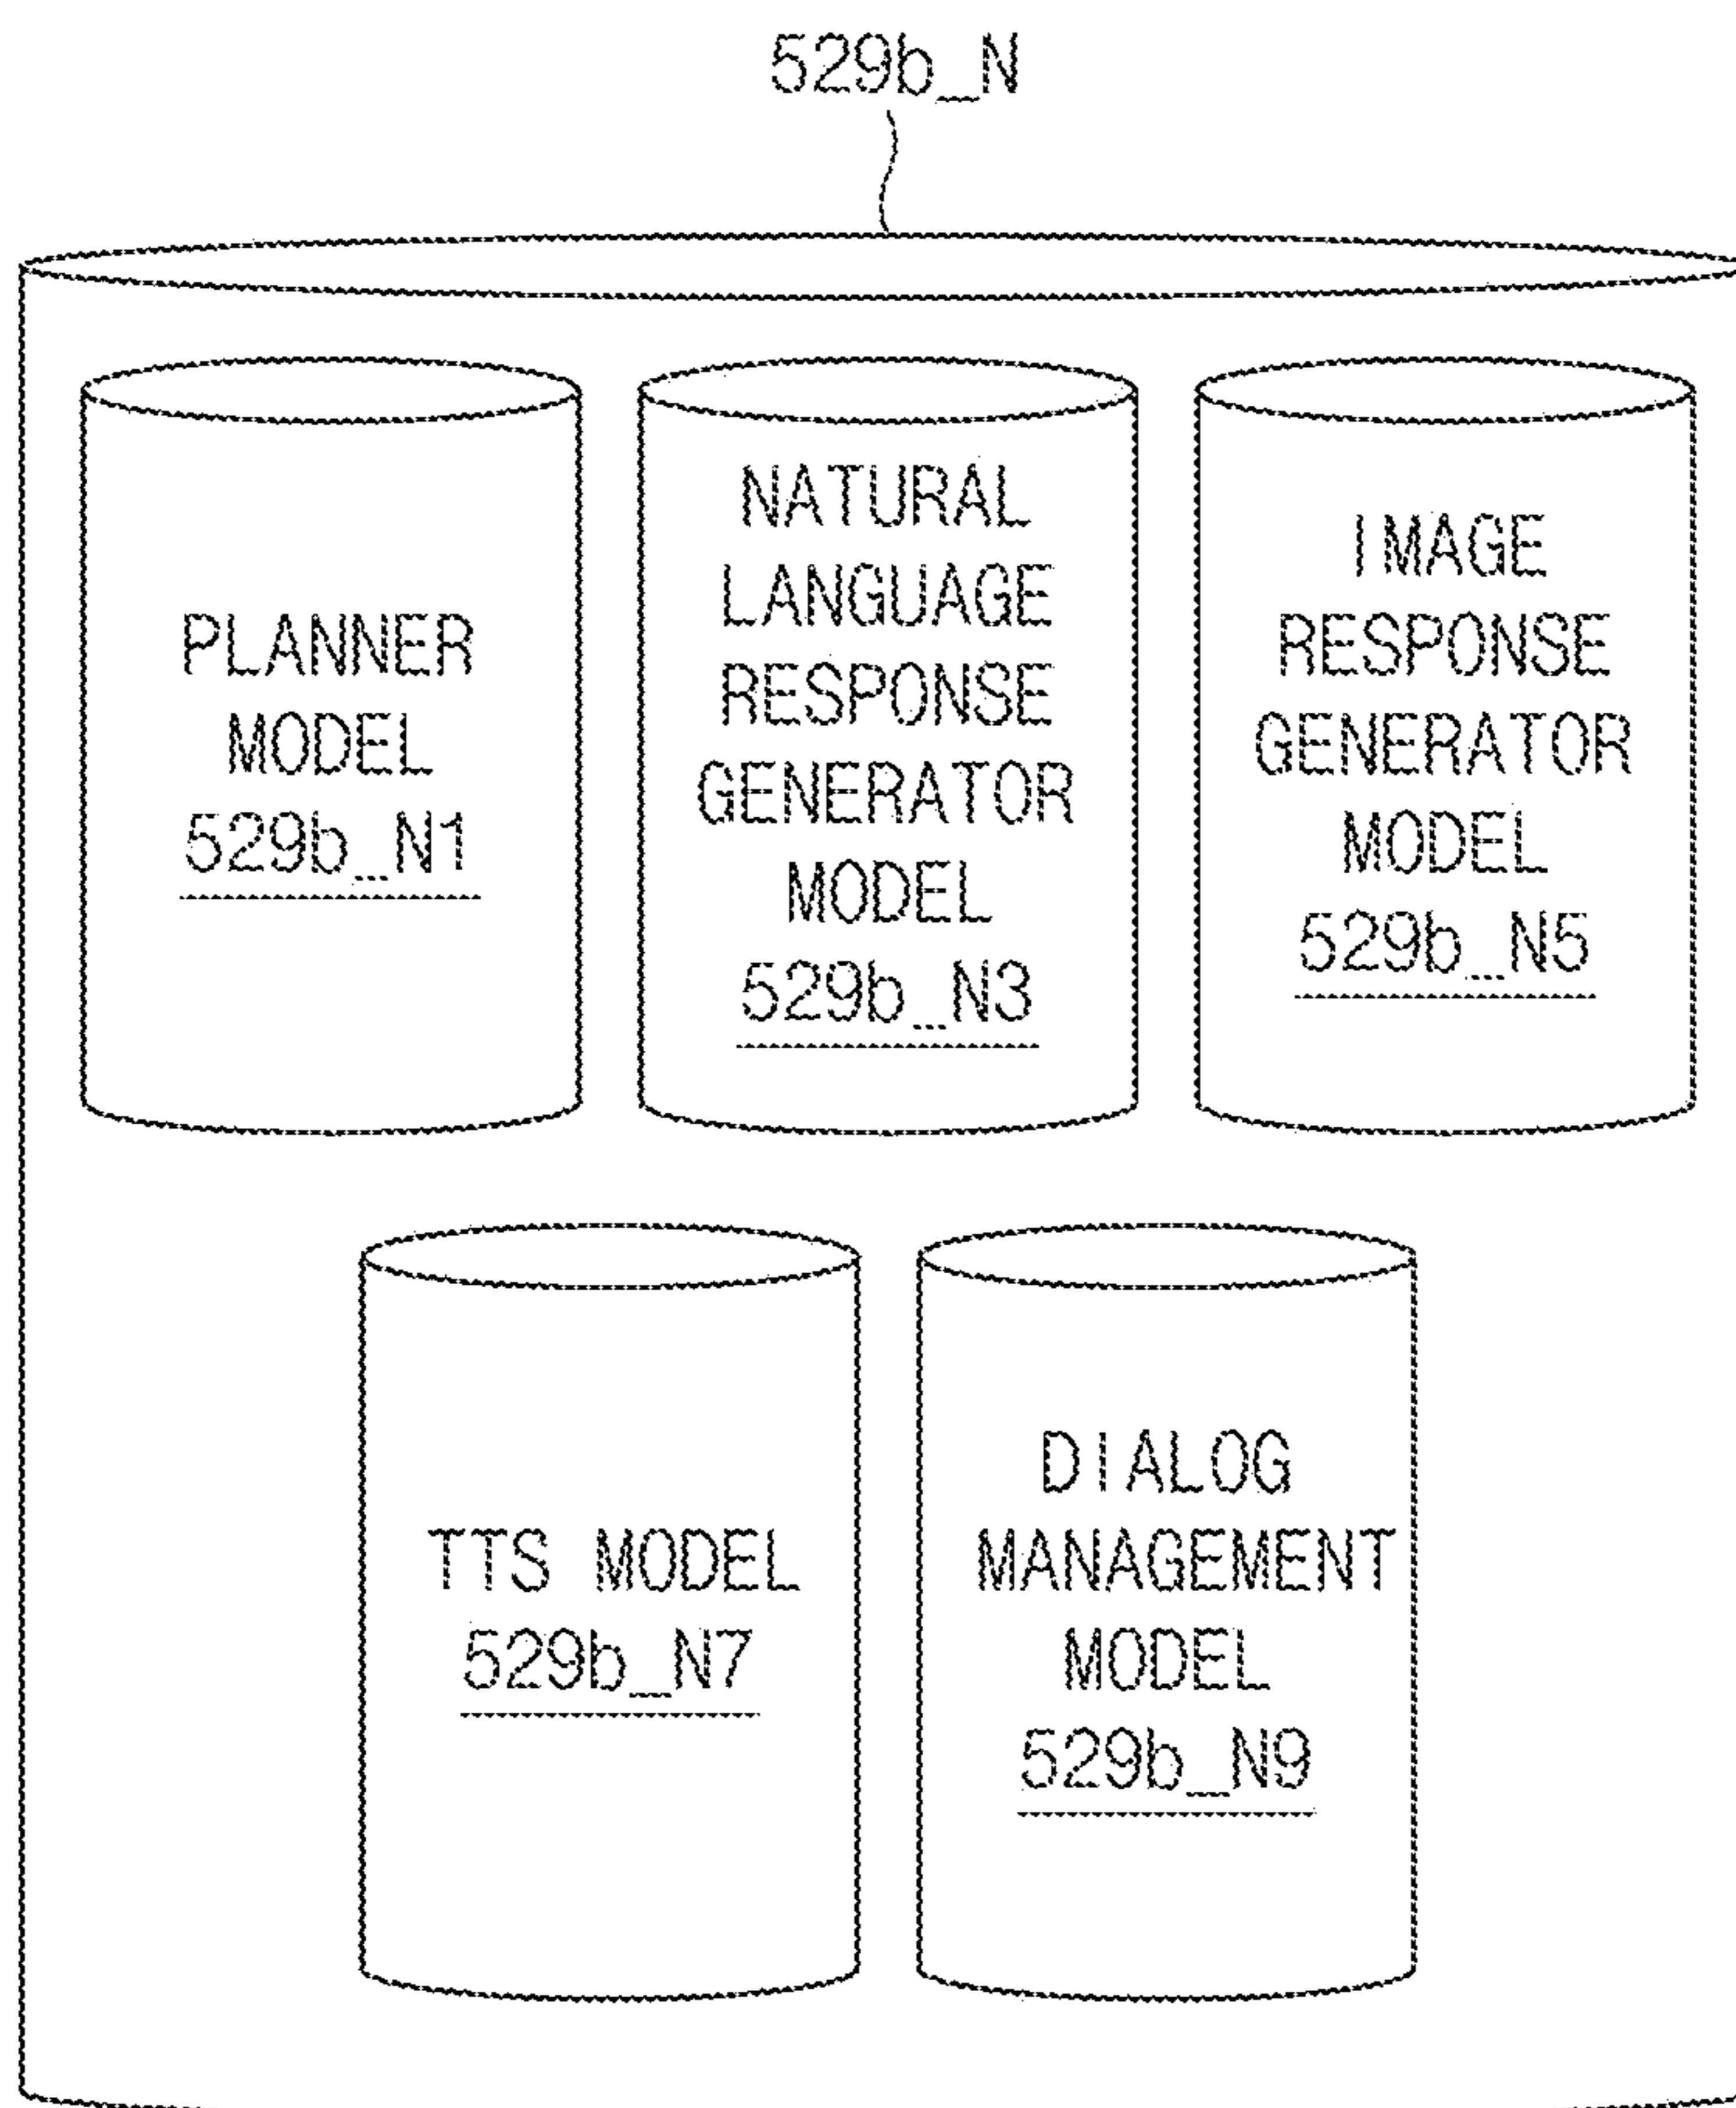 529b_N
PLANNER
MODEL
529b_N1
NATURAL
LANGUAGE
RESPONSE
GENERATOR
MODEL
529b_N3
IMAGE
RESPONSE
GENERATOR
MODEL
529b_N5
TTS MODEL
529b_N7
DIALOG
MANAGEMENT
MODEL
529b_N9